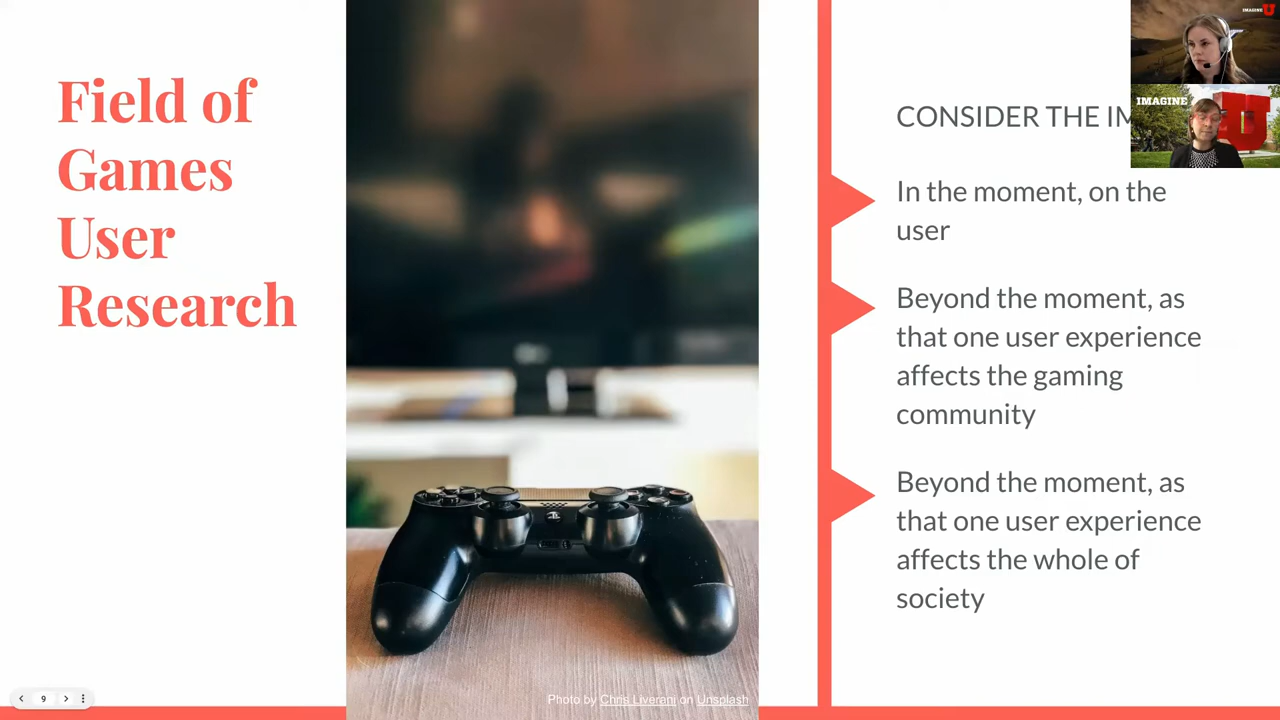 Field of
Games
User
Research
CONSIDER THE
In the moment, on the
user
Beyond the moment, as
that one user experience
affects the gaming
community
Beyond the moment, as
that one user experience
affects the whole of
society
Photo by Chris Liverani on Unsplash
9
IMAGINE U
IMAGINE U